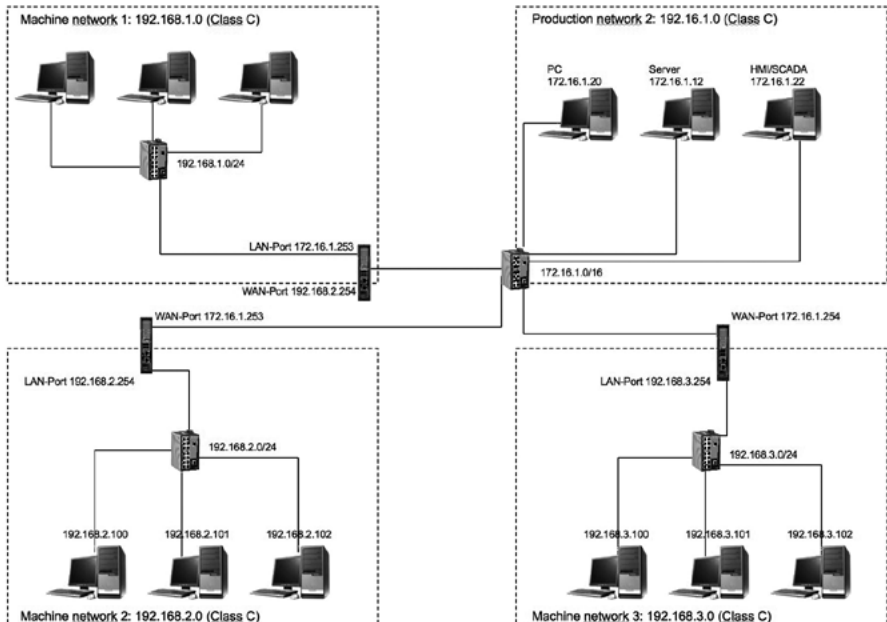 Machine network 1: 192.168.1.0 (Class C)
192.168.1.0/24
LAN-Port 172.16.1.253
WAN-Port 192.168.2.254
Production network 2: 192.16.1.0 (Class C)
PC
172.16.1.20
Server
172.16.1.12
HMI/SCADA
172.16.1.22
172.16.1.0/16
WAN-Port 172.16.1.253
LAN-Port 192.168.2.254
192.168.2.0/24
192.168.2.100
192.168.2.101
192.168.2.102
Machine network 2: 192.168.2.0 (Class C)
WAN-Port 172.16.1.254
LAN-Port 192.168.3.254
192.168.3.0/24
192.168.3.100
192.168.3.101
192.168.3.102
Machine network 3: 192.168.3.0 (Class C)